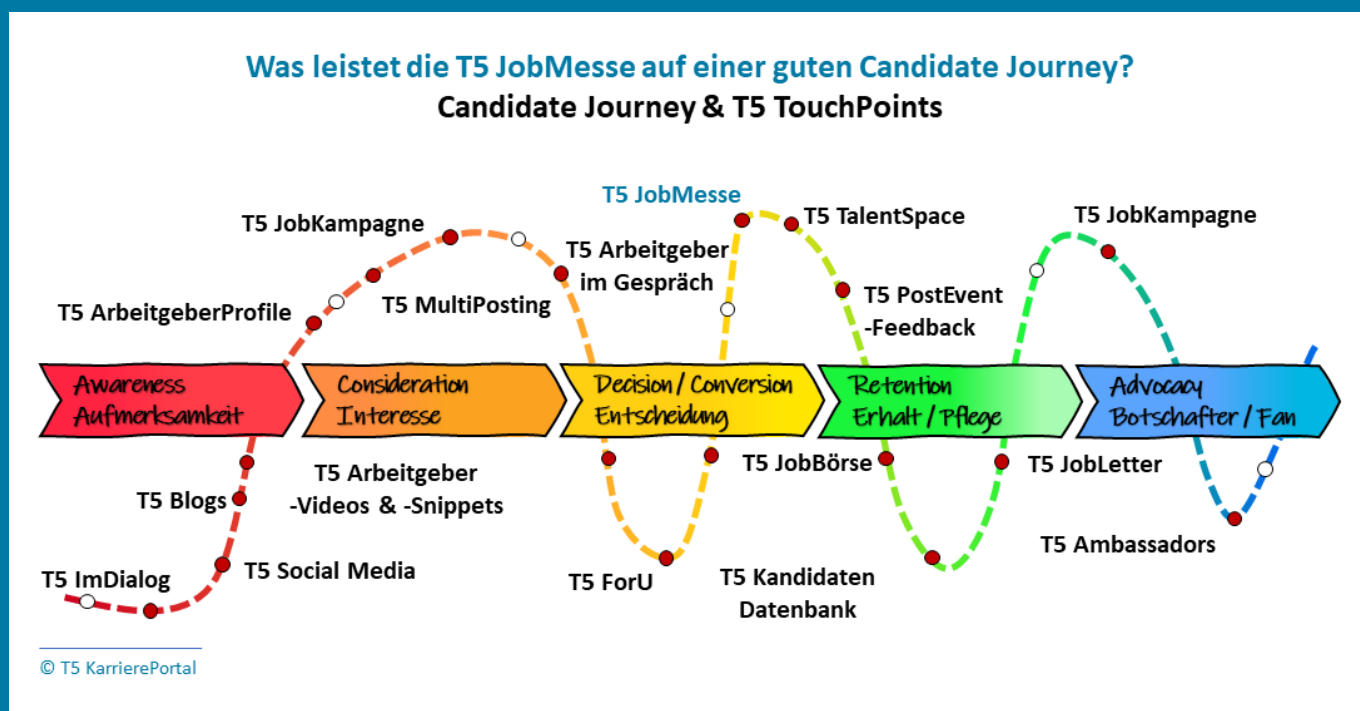 Was leistet die T5 JobMesse auf einer guten Candidate Journey?
Candidate Journey & T5 TouchPoints
T5 JobMesse
T5 JobKampagne
T5 TalentSpace
T5 JobKampagne
T5 Arbeitgeber
im Gespräch
T5 ArbeitgeberProfile
T5 MultiPosting
T5 PostEvent
-Feedback
Awareness
Aufmerksamkeit
Consideration
Interesse
Decision / Conversion
Entscheidung
Retention
Erhalt / Pflege
Advocacy
Botschafter / Fan
T5 Blogs
T5 Arbeitgeber
-Videos & -Snippets
T5 JobBörse
T5 JobLetter
T5 ImDialog
T5 Social Media
T5 ForU
T5 Kandidaten
Datenbank
T5 Ambassadors
© T5 KarrierePortal